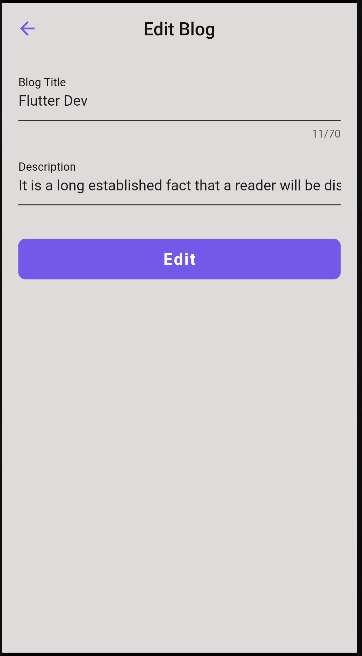 Edit Blog
Blog Title
Flutter Dev
11/70
Description
It is a long established fact that a reader will be dis
Edit